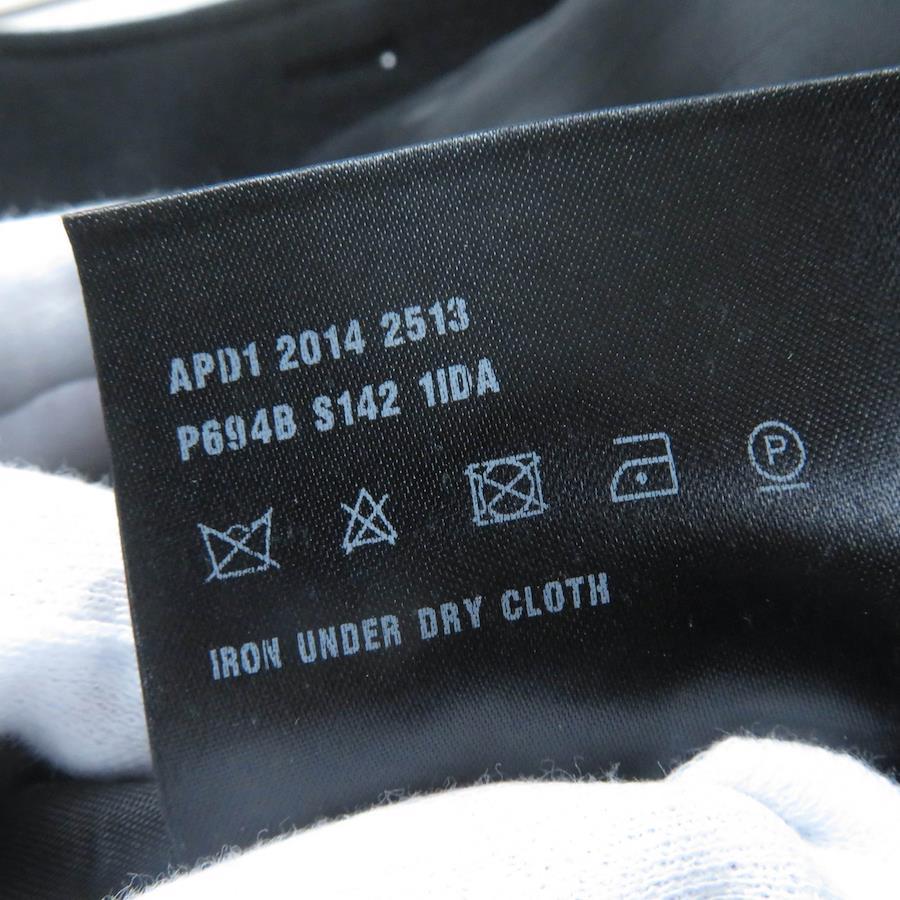 APD1 2014 2513
P694B S142 1IDA
P
IRON UNDER DRY CLOTH